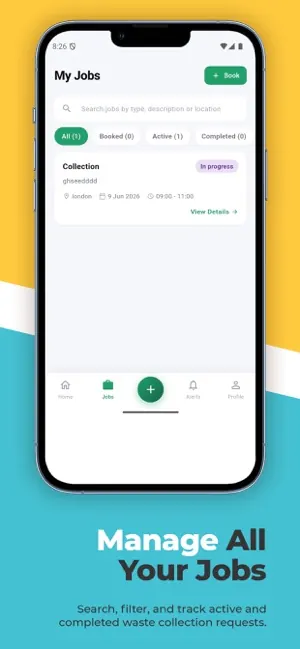 8:26
My Jobs
+ Book
Search jobs by type, description or location
All (1)
Booked (0)
Active (1)
Completed (0)
Collection
In progress
ghseedddd
london
9 Jun 2026
09:00 - 11:00
View Details →
Home
Jobs
+
Alerts
Profile
Manage All
Your Jobs
Search, filter, and track active and
completed waste collection requests.